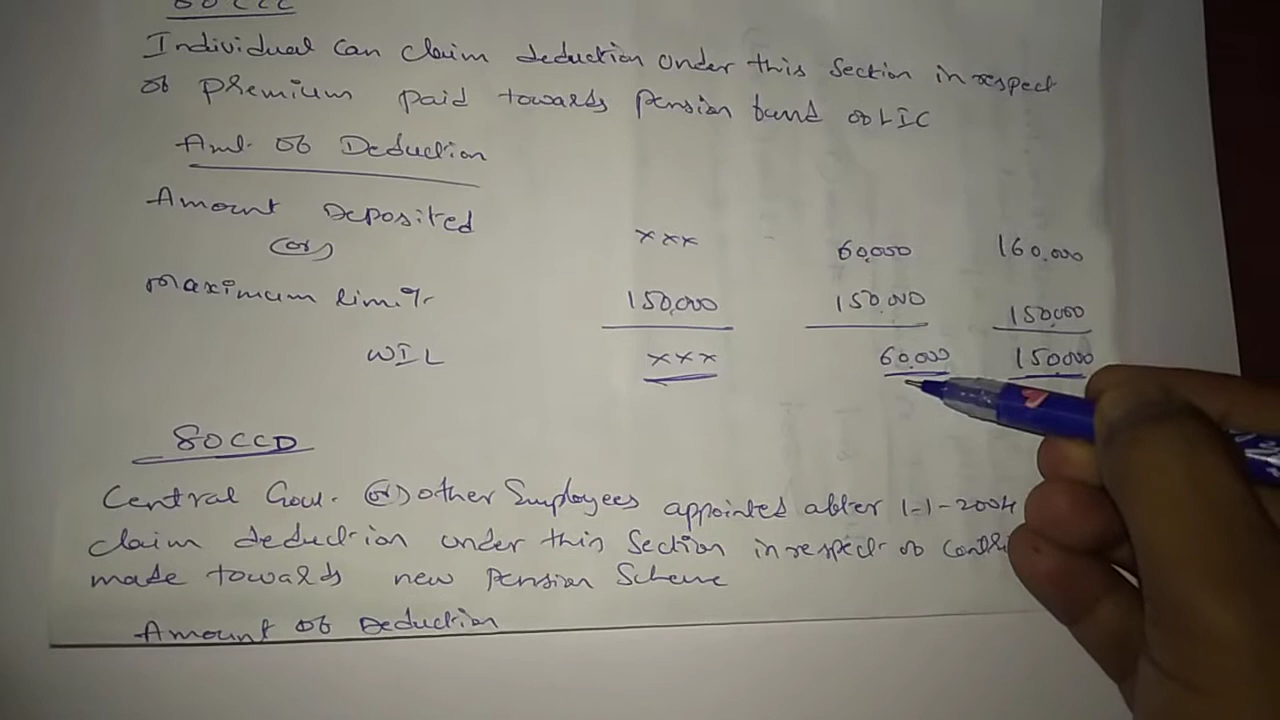 80CCC
Individual can claim deduction under this section in respect
of premium paid towards pension fund of LIC
Amt. of Deduction
Amount Deposited xxx 60,000 160,000
(or)
Maximum limit 150,000 150,000 150,000
WIL xxx 60,000 150,000
80CCD
Central Gov. (or) other Employees appointed after 1-1-2004
claim deduction under this section in respect of
made towards new pension scheme
Amount of Deduction